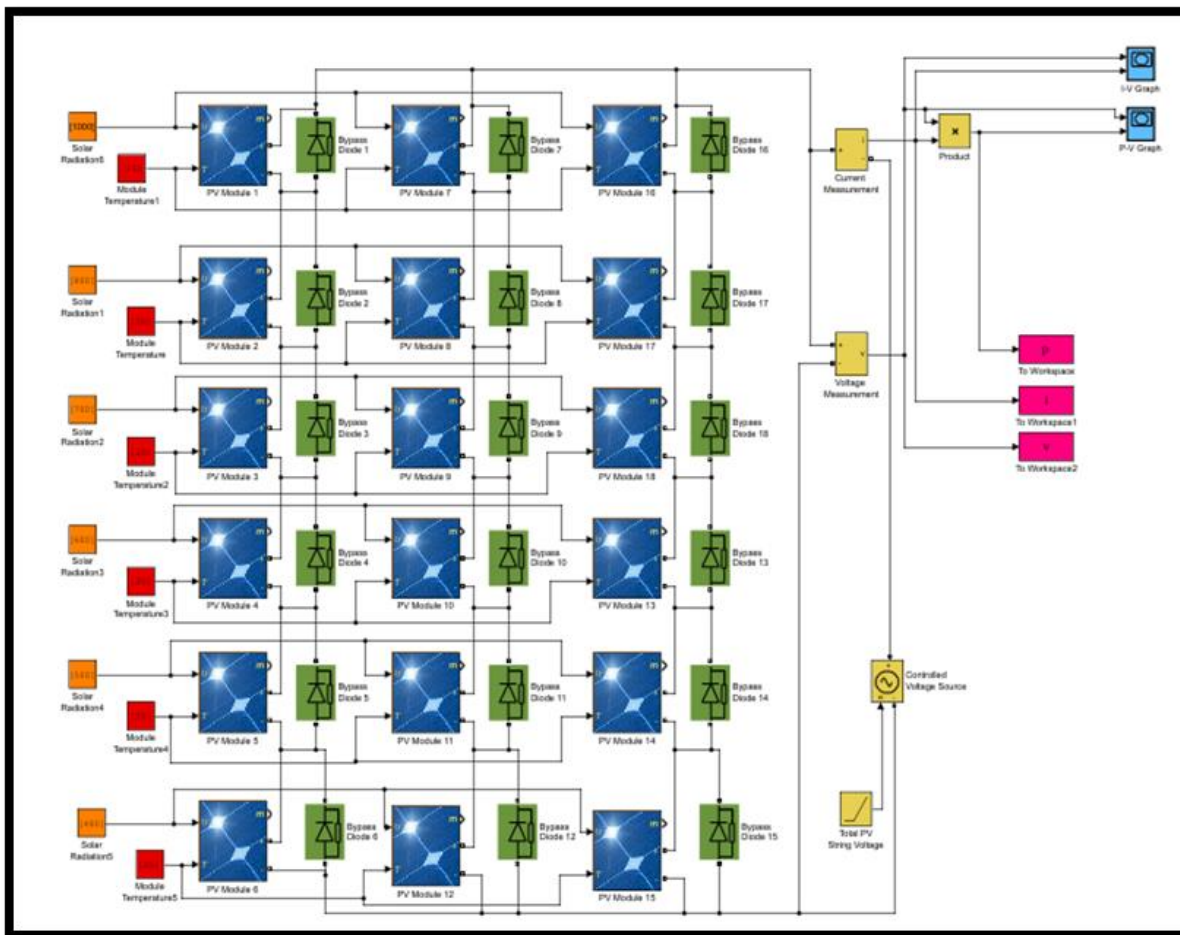 I-V Graph
P-V Graph
Product
[1000]
Solar
Radiation6
Module
Temperature1
PV Module 1
Bypass
Diode 1
PV Module 7
Bypass
Diode 7
PV Module 16
Bypass
Diode 16
Current
Measurement
Solar
Radiation1
Module
Temperature
PV Module 2
Bypass
Diode 2
PV Module 8
Bypass
Diode 8
PV Module 17
Bypass
Diode 17
Voltage
Measurement
To Workspace
To Workspace1
To Workspace2
Solar
Radiation2
Module
Temperature2
PV Module 3
Bypass
Diode 3
PV Module 9
Bypass
Diode 9
PV Module 18
Bypass
Diode 18
Solar
Radiation3
Module
Temperature3
PV Module 4
Bypass
Diode 4
PV Module 10
Bypass
Diode 10
PV Module 13
Bypass
Diode 13
Solar
Radiation4
Module
Temperature4
PV Module 5
Bypass
Diode 5
PV Module 11
Bypass
Diode 11
PV Module 14
Bypass
Diode 14
Controlled
Voltage Source
Solar
Radiation5
Module
Temperature5
PV Module 6
Bypass
Diode 6
PV Module 12
Bypass
Diode 12
PV Module 15
Bypass
Diode 15
Total PV
String Voltage